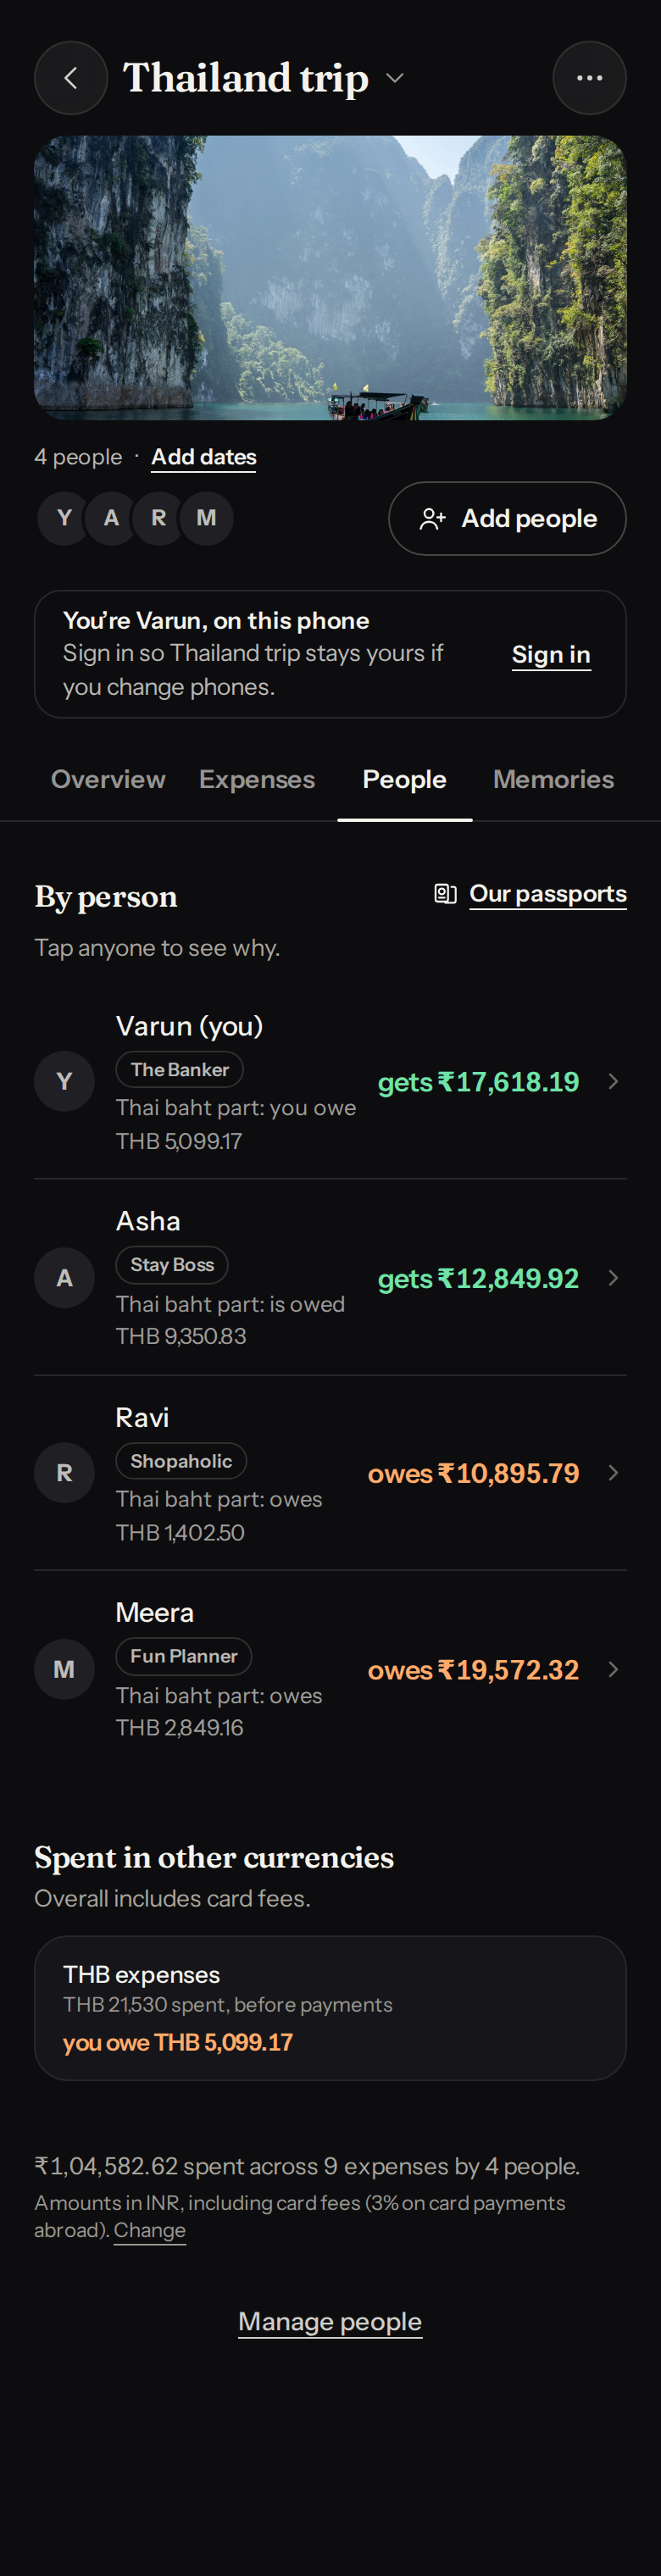 Thailand trip
4 people · Add dates
Y A R M
Add people
You’re Varun, on this phone
Sign in so Thailand trip stays yours if
you change phones.
Sign in
Overview Expenses People Memories
By person
Our passports
Tap anyone to see why.
Y
Varun (you)
The Banker
Thai baht part: you owe
THB 5,099.17
gets ₹17,618.19
A
Asha
Stay Boss
Thai baht part: is owed
THB 9,350.83
gets ₹12,849.92
R
Ravi
Shopaholic
Thai baht part: owes
THB 1,402.50
owes ₹10,895.79
M
Meera
Fun Planner
Thai baht part: owes
THB 2,849.16
owes ₹19,572.32
Spent in other currencies
Overall includes card fees.
THB expenses
THB 21,530 spent, before payments
you owe THB 5,099.17
₹1,04,582.62 spent across 9 expenses by 4 people.
Amounts in INR, including card fees (3% on card payments
abroad). Change
Manage people